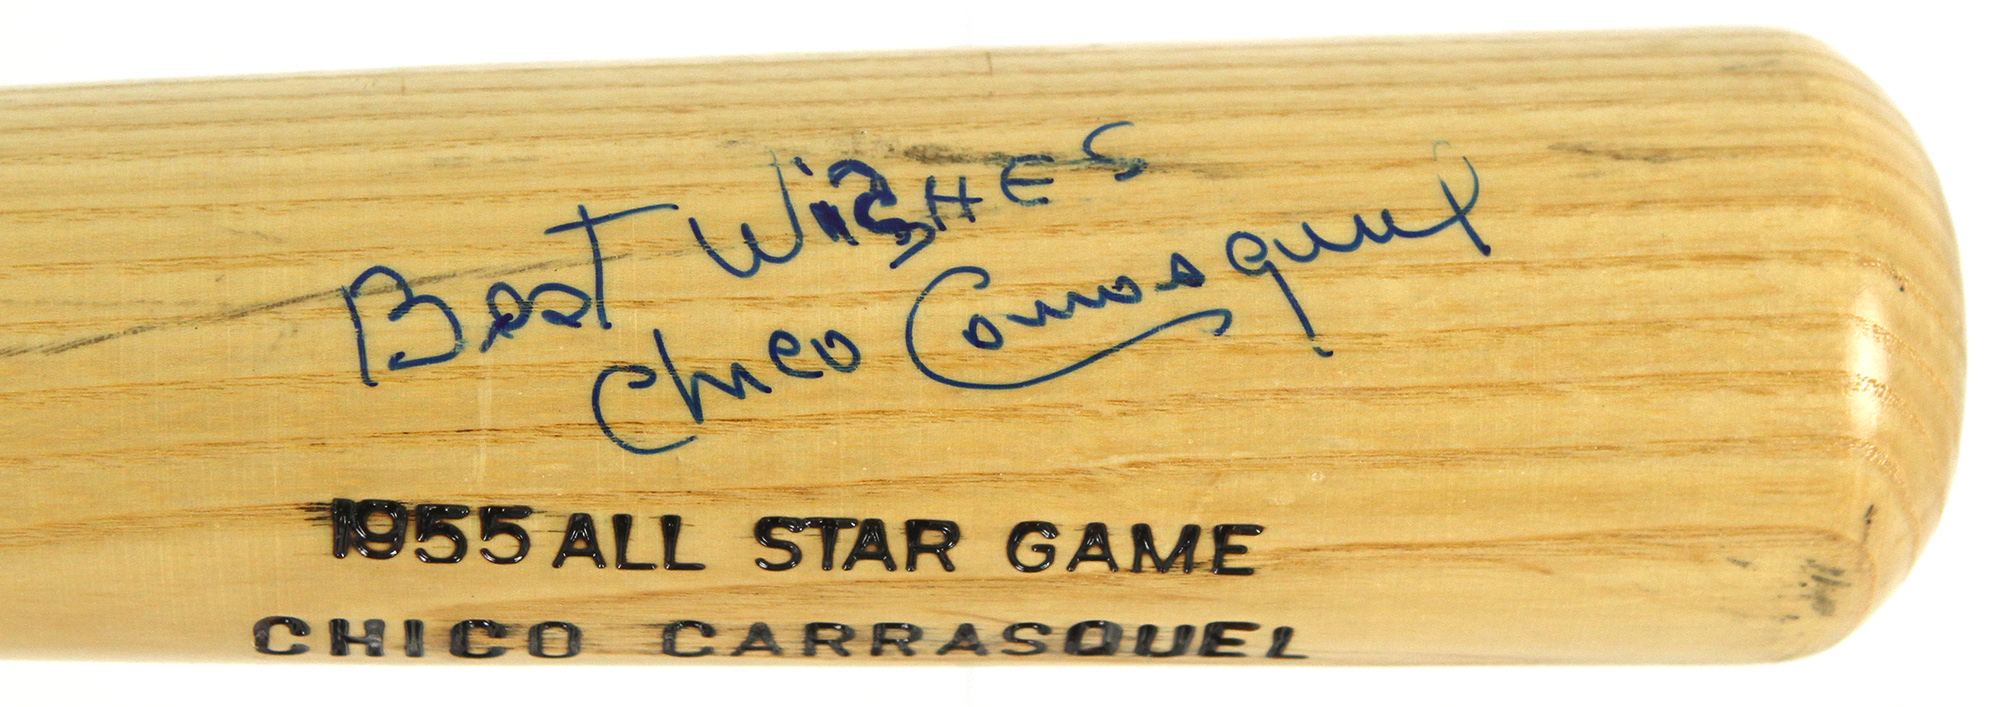 Best Wishes
Chico Carrasquel
1955 ALL STAR GAME
CHICO CARRASQUEL